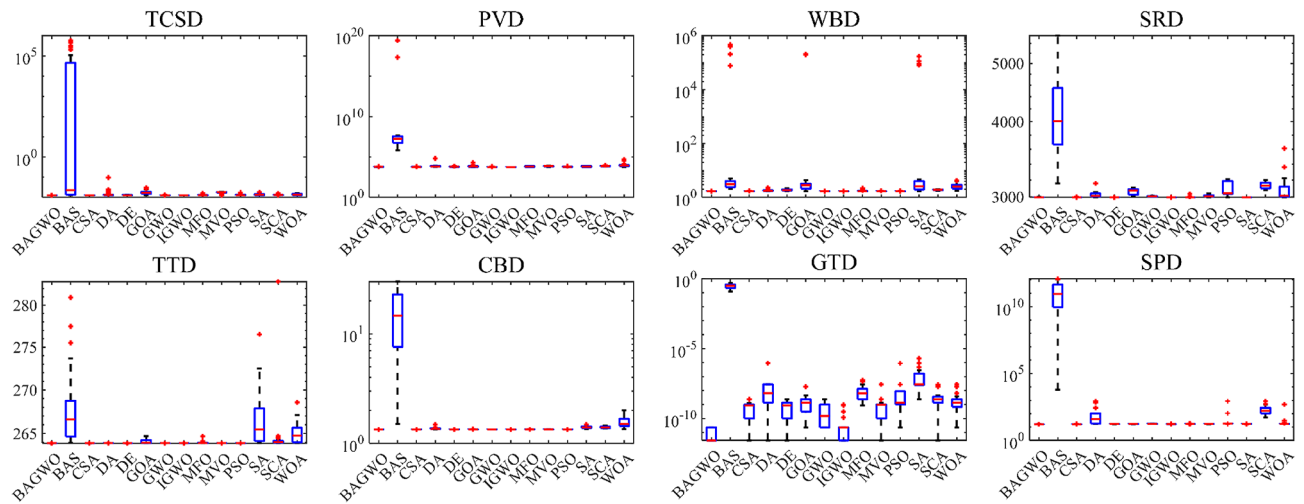 TCSD
10^5
10^0
BAGWO BAS CSA DA DE GOA GWO IGWO MFO MVO PSO SA SCA WOA
PVD
10^20
10^10
10^0
BAGWO BAS CSA DA DE GOA GWO IGWO MFO MVO PSO SA SCA WOA
WBD
10^6
10^4
10^2
10^0
BAGWO BAS CSA DA DE GOA GWO IGWO MFO MVO PSO SA SCA WOA
SRD
5000
4000
3000
BAGWO BAS CSA DA DE GOA GWO IGWO MFO MVO PSO SA SCA WOA
TTD
280
275
270
265
BAGWO BAS CSA DA DE GOA GWO IGWO MFO MVO PSO SA SCA WOA
CBD
10^1
10^0
BAGWO BAS CSA DA DE GOA GWO IGWO MFO MVO PSO SA SCA WOA
GTD
10^0
10^-5
10^-10
BAGWO BAS CSA DA DE GOA GWO IGWO MFO MVO PSO SA SCA WOA
SPD
10^10
10^5
10^0
BAGWO BAS CSA DA DE GOA GWO IGWO MFO MVO PSO SA SCA WOA